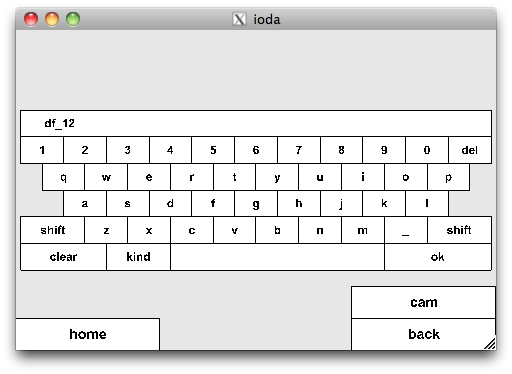 ioda
df_12
1 2 3 4 5 6 7 8 9 0 del
q w e r t y u i o p
a s d f g h j k l
shift z x c v b n m _ shift
clear kind ok
cam
home back